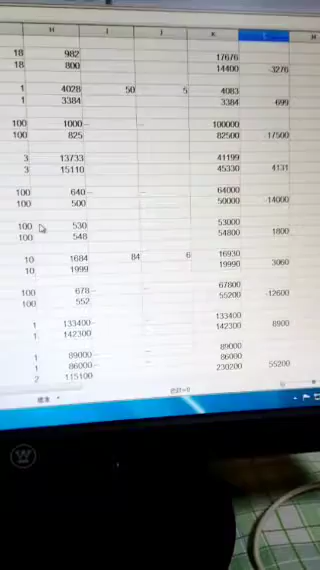 H I J K L M
18 982 17676
18 800 14400 -3276
1 4028 50 5 4083
1 3384 3384 -699
100 1000 -- -- 100000
100 825 82500 -17500
3 13733 41199
3 15110 45330 4131
100 640 -- -- 64000
100 500 50000 -14000
100 530 53000
100 548 54800 1800
10 1684 84 6 16930
10 1999 19990 3060
100 678 -- -- 67800
100 552 55200 -12600
1 133400 -- -- 133400
1 142300 142300 8900
1 89000 -- -- 89000
1 86000 -- -- 86000
2 115100 230200 55200
W